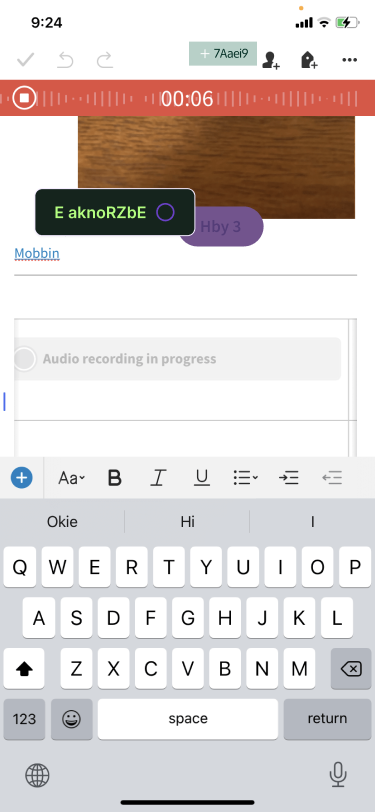 9:24
+ 7Aaei9
00:06
E aknoRZbE
Hby 3
Mobbin
Audio recording in progress
Aa B I U
Okie Hi I
Q W E R T Y U I O P
A S D F G H J K L
Z X C V B N M
123 space return